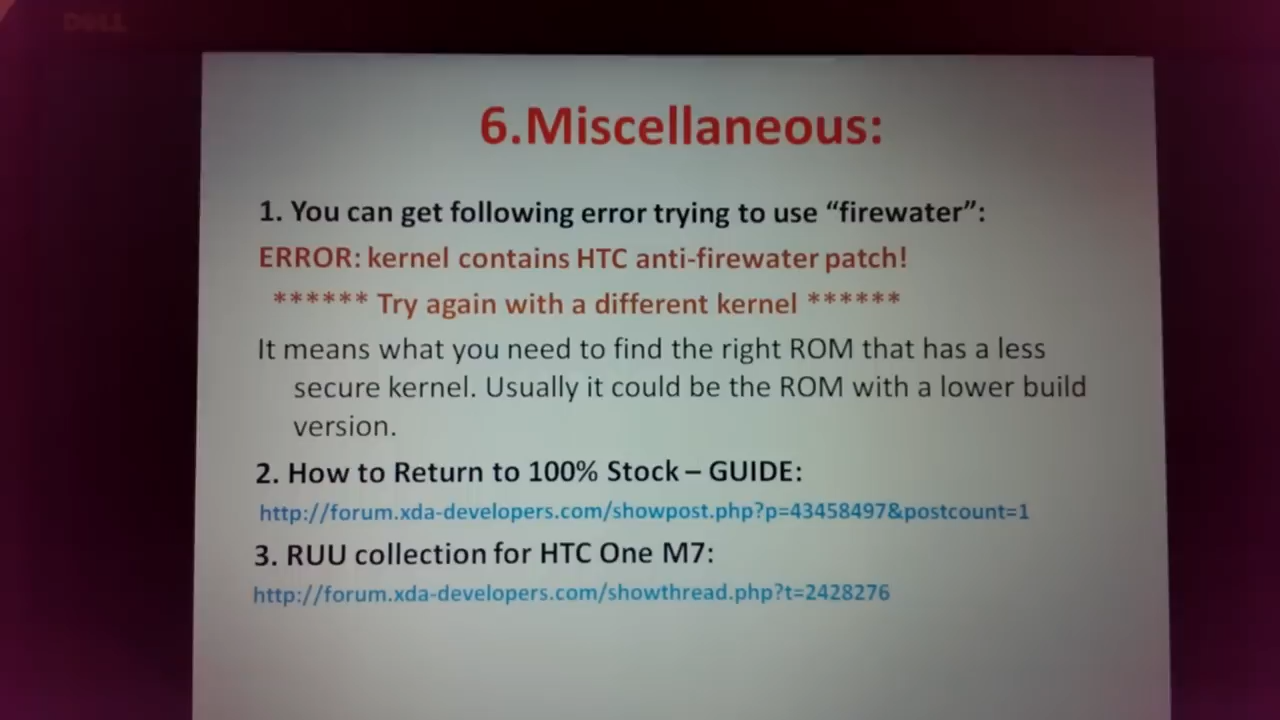 DELL
6.Miscellaneous:
1. You can get following error trying to use “firewater”:
ERROR: kernel contains HTC anti-firewater patch!
****** Try again with a different kernel ******
It means what you need to find the right ROM that has a less
secure kernel. Usually it could be the ROM with a lower build
version.
2. How to Return to 100% Stock – GUIDE:
http://forum.xda-developers.com/showpost.php?p=43458497&postcount=1
3. RUU collection for HTC One M7:
http://forum.xda-developers.com/showthread.php?t=2428276